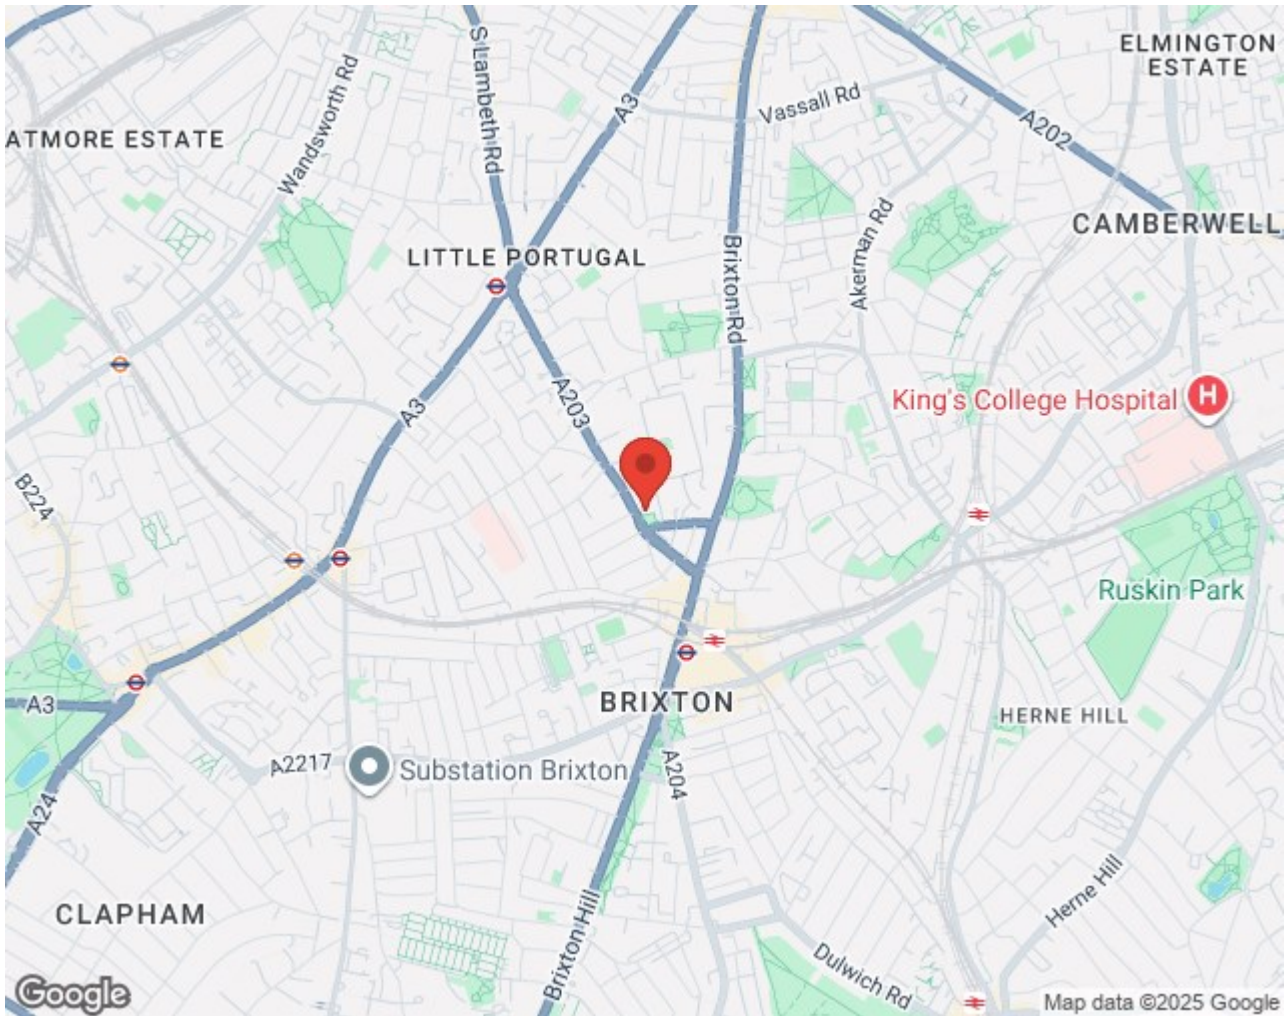 ELMINGTON
ESTATE
S Lambeth Rd
A3
Vassall Rd
A202
Wandsworth Rd
ATMORE ESTATE
CAMBERWELL
Akerman Rd
LITTLE PORTUGAL
Brixton Rd
A203
A3
King's College Hospital
H
B224
Ruskin Park
BRIXTON
A3
HERNE HILL
A2217
Substation Brixton
A204
A24
CLAPHAM
Herne Hill
Brixton Hill
Dulwich Rd
Google
Map data ©2025 Google